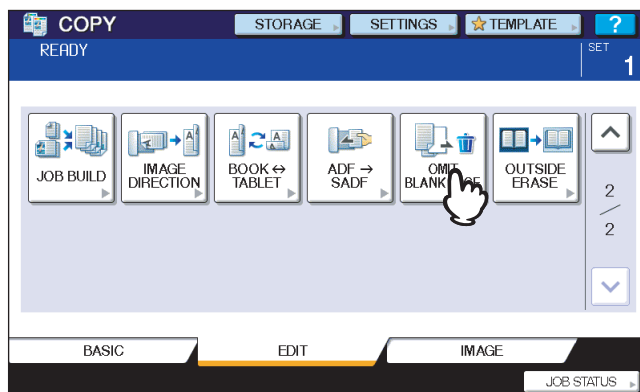 COPY
STORAGE
SETTINGS
TEMPLATE
?
READY
SET
1
JOB BUILD
IMAGE
DIRECTION
BOOK ↔
TABLET
ADF →
SADF
OMIT
BLANK
OUTSIDE
ERASE
2
2
BASIC
EDIT
IMAGE
JOB STATUS